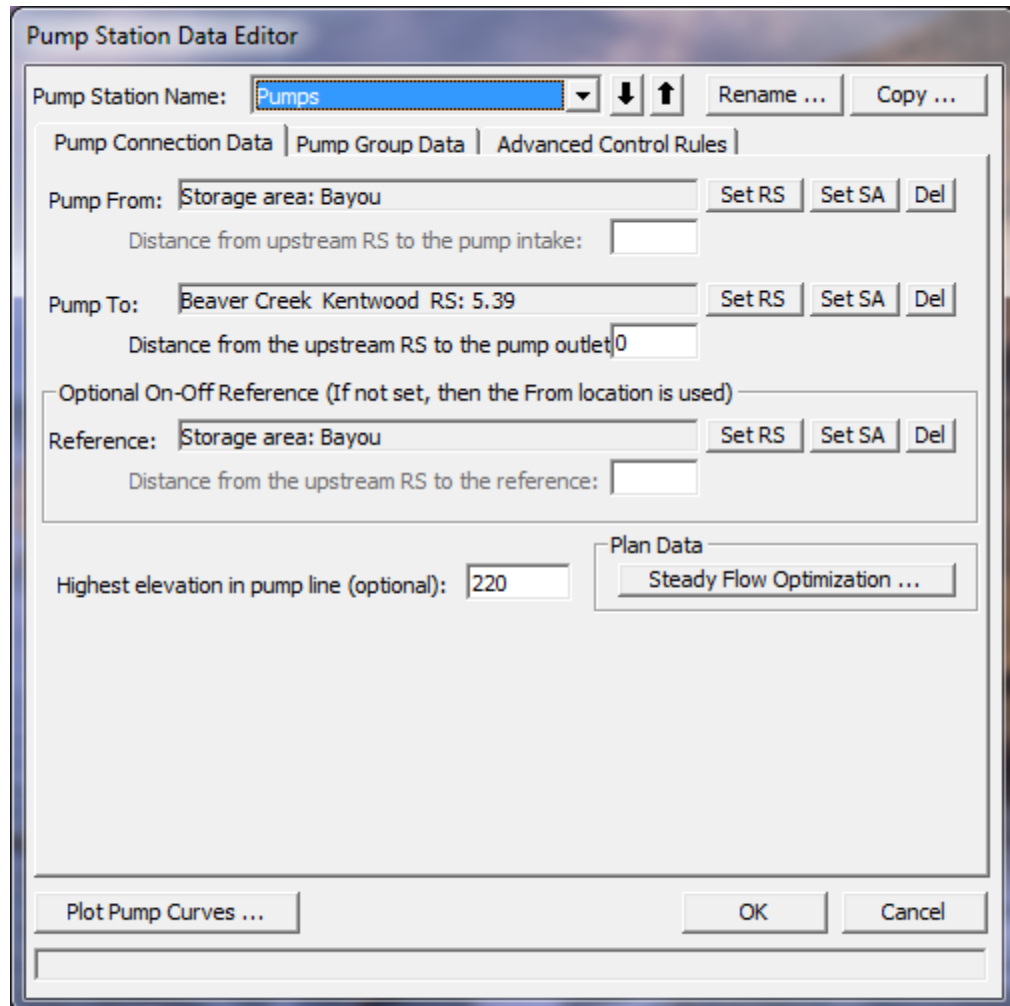 Pump Station Data Editor
Pump Station Name: Pumps Rename ... Copy ...
Pump Connection Data Pump Group Data Advanced Control Rules
Pump From: Storage area: Bayou Set RS Set SA Del
Distance from upstream RS to the pump intake:
Pump To: Beaver Creek Kentwood RS: 5.39 Set RS Set SA Del
Distance from the upstream RS to the pump outlet 0
Optional On-Off Reference (If not set, then the From location is used)
Reference: Storage area: Bayou Set RS Set SA Del
Distance from the upstream RS to the reference:
Plan Data
Highest elevation in pump line (optional): 220 Steady Flow Optimization ...
Plot Pump Curves ... OK Cancel